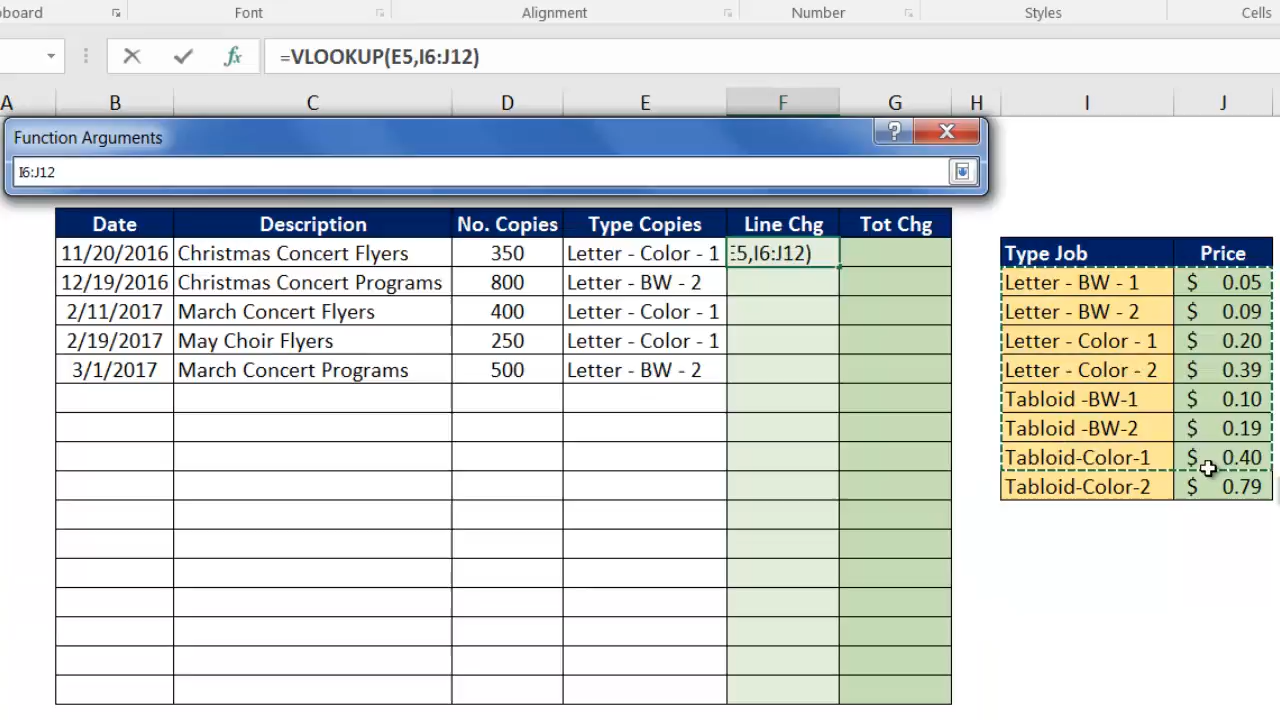 oboard Font Alignment Number Styles Cells
fx =VLOOKUP(E5,I6:J12)
A B C D E F G H I J
Function Arguments ? X
I6:J12
Date Description No. Copies Type Copies Line Chg Tot Chg
11/20/2016 Christmas Concert Flyers 350 Letter - Color - 1 E5,I6:J12) Type Job Price
12/19/2016 Christmas Concert Programs 800 Letter - BW - 2 Letter - BW - 1 $ 0.05
2/11/2017 March Concert Flyers 400 Letter - Color - 1 Letter - BW - 2 $ 0.09
2/19/2017 May Choir Flyers 250 Letter - Color - 1 Letter - Color - 1 $ 0.20
3/1/2017 March Concert Programs 500 Letter - BW - 2 Letter - Color - 2 $ 0.39
Tabloid -BW-1 $ 0.10
Tabloid -BW-2 $ 0.19
Tabloid-Color-1 $ 0.40
Tabloid-Color-2 $ 0.79